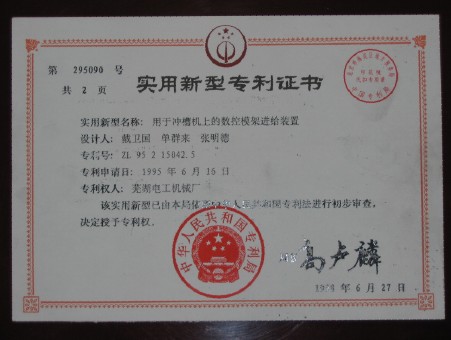 第 295090 号
共 2 页
实用新型专利证书
实用新型名称: 用于冲槽机上的数控模架进给装置
设计人: 戴卫国 单群来 张明德
专利号: ZL 95 2 15042.5
专利申请日: 1995 年 6 月 16 日
专利权人: 芜湖电工机械厂
该实用新型已由本局依 中 人民共和国专利法进行初步审查,
决定授予专利权。
中华人民共和国专利局
高卢麟
年 6 月 27 日